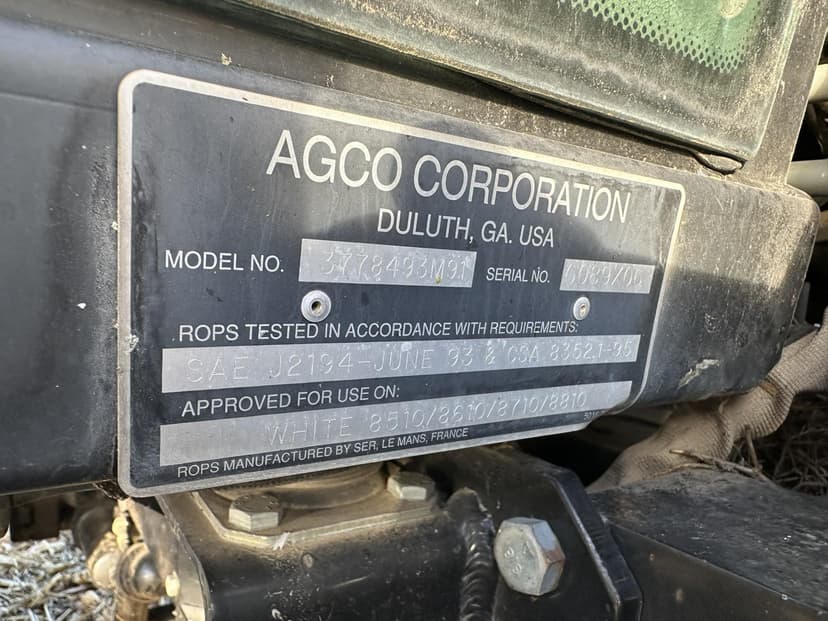 AGCO CORPORATION
DULUTH, GA. USA
MODEL NO. 3778493M91 SERIAL NO.
ROPS TESTED IN ACCORDANCE WITH REQUIREMENTS:
SAE J2194-JUNE 93 & CSA 8352.1-95
APPROVED FOR USE ON:
WHITE 8510/8610/8710/8810
ROPS MANUFACTURED BY SER, LE MANS, FRANCE